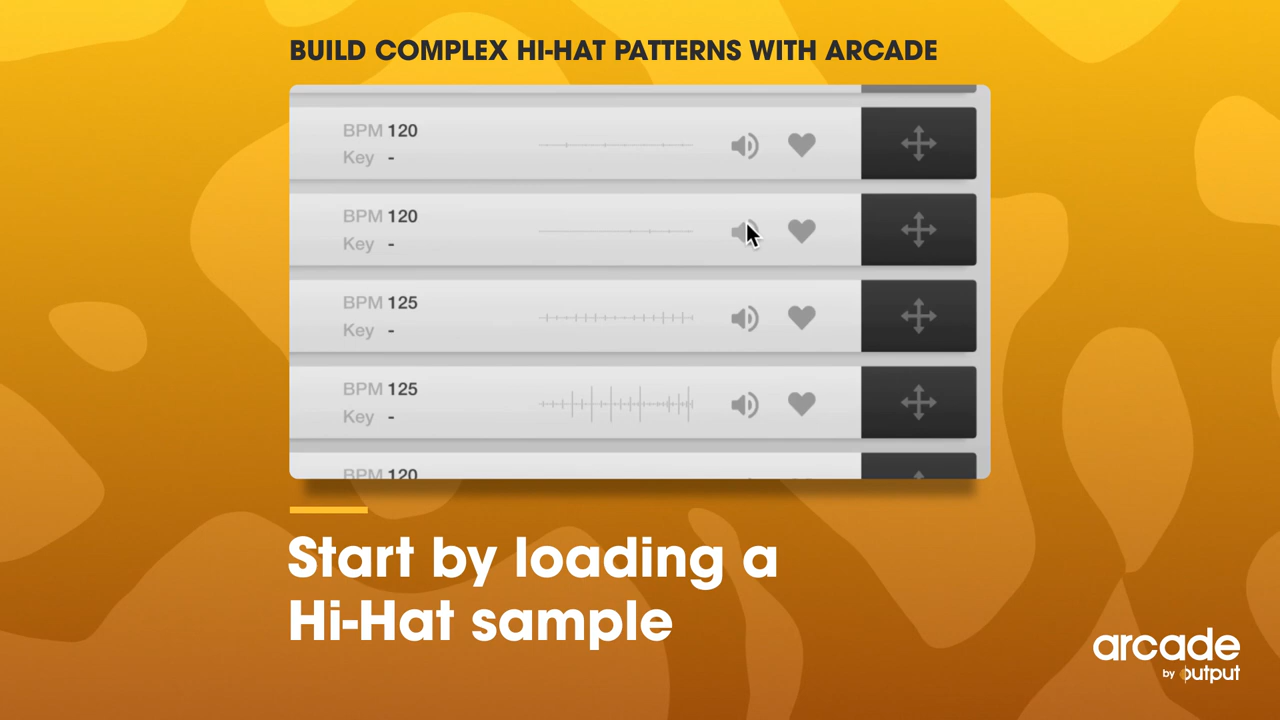 BUILD COMPLEX HI-HAT PATTERNS WITH ARCADE
BPM 120
Key -
BPM 120
Key -
BPM 125
Key -
BPM 125
Key -
BPM 120
Start by loading a
Hi-Hat sample
arcade
by output